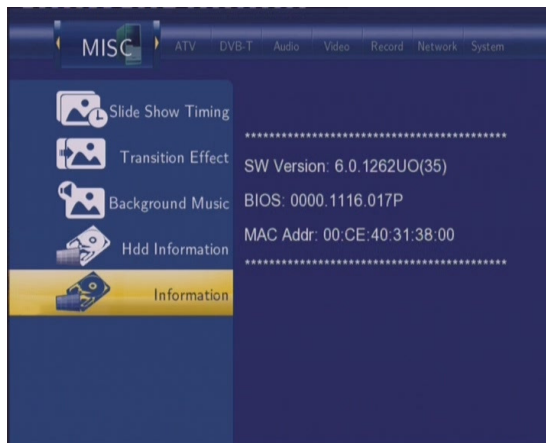 MISC ATV DVB-T Audio Video Record Network System
Slide Show Timing
Transition Effect
Background Music
Hdd Information
Information
*******************************************
SW Version: 6.0.1262UO(35)
BIOS: 0000.1116.017P
MAC Addr: 00:CE:40:31:38:00
*******************************************